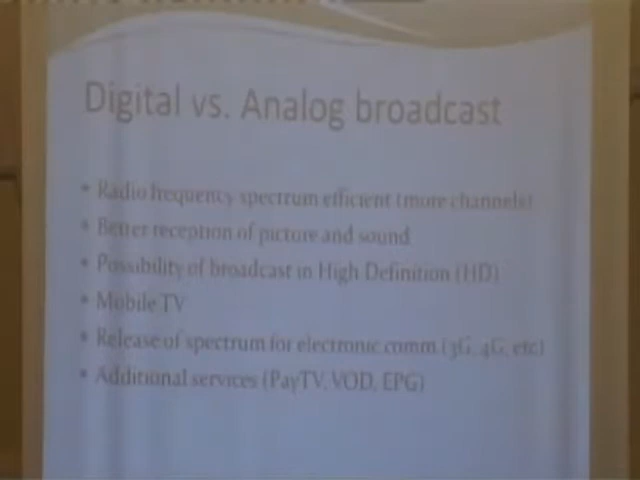 Digital vs. Analog broadcast
• Radio frequency spectrum efficient (more channels)
• Better reception of picture and sound
• Possibility of broadcast in High Definition (HD)
• Mobile TV
• Release of spectrum for electronic comm (3G, 4G, etc)
• Additional services (PayTV, VOD, EPG)